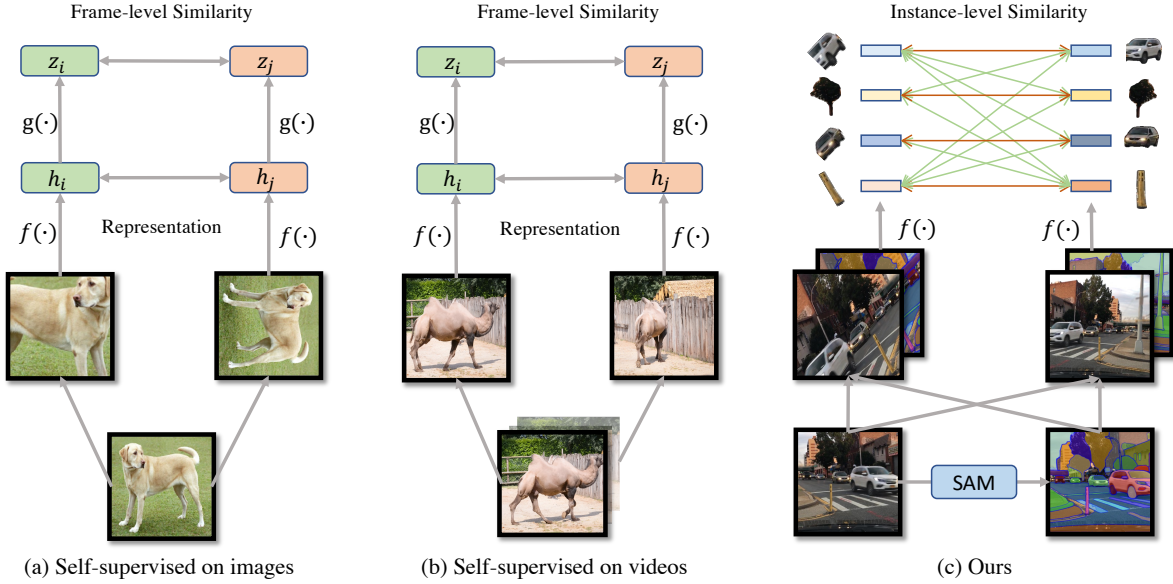 Frame-level Similarity
z_i
z_j
g(·)
g(·)
h_i
h_j
Representation
f(·)
f(·)
(a) Self-supervised on images
Frame-level Similarity
z_i
z_j
g(·)
g(·)
h_i
h_j
Representation
f(·)
f(·)
(b) Self-supervised on videos
Instance-level Similarity
f(·)
f(·)
SAM
(c) Ours